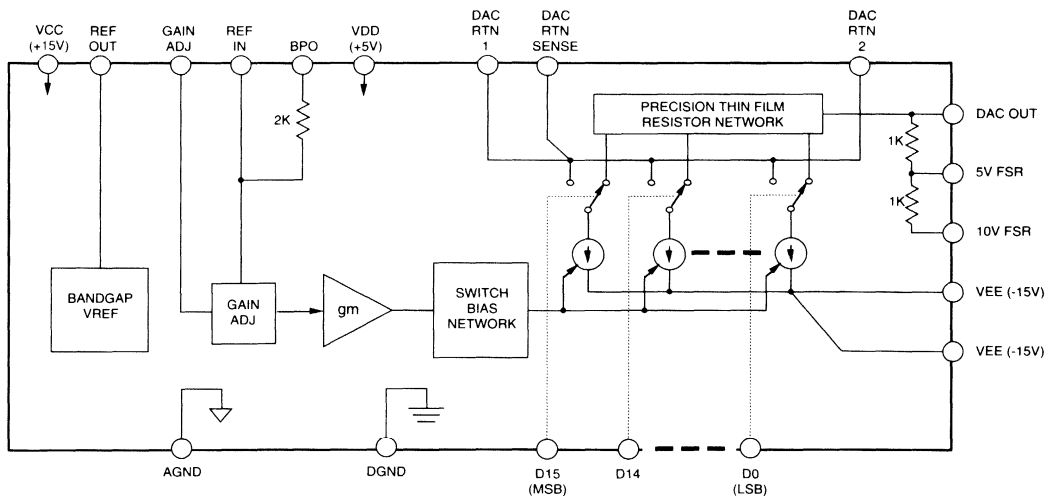 VCC
(+15V)
REF
OUT
GAIN
ADJ
REF
IN
BPO
VDD
(+5V)
DAC
RTN
1
DAC
RTN
SENSE
DAC
RTN
2
2K
PRECISION THIN FILM
RESISTOR NETWORK
DAC OUT
1K
5V FSR
1K
10V FSR
BANDGAP
VREF
GAIN
ADJ
gm
SWITCH
BIAS
NETWORK
VEE (-15V)
VEE (-15V)
AGND
DGND
D15
(MSB)
D14
D0
(LSB)